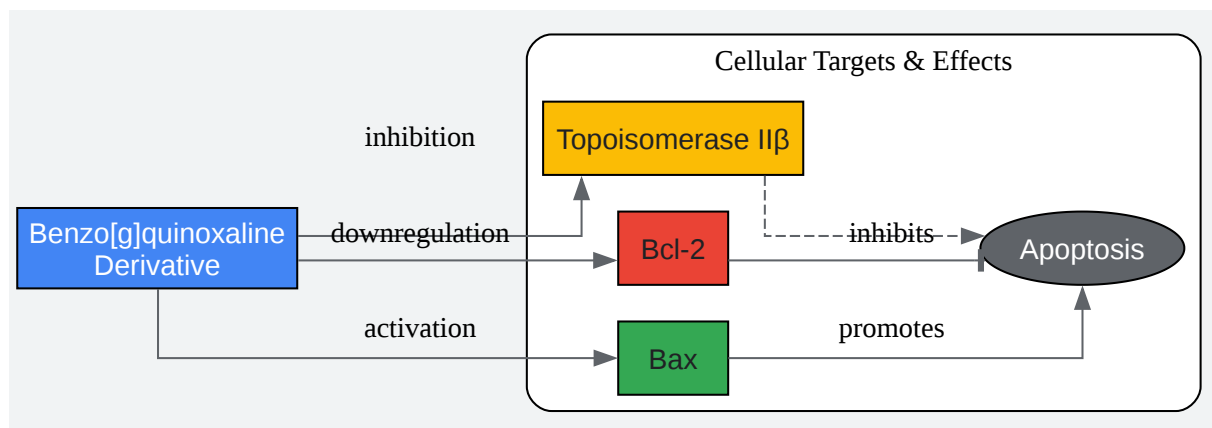 Cellular Targets & Effects
inhibition
Topoisomerase IIβ
Benzo[g]quinoxaline
Derivative
downregulation
Bcl-2
inhibits
Apoptosis
activation
Bax
promotes